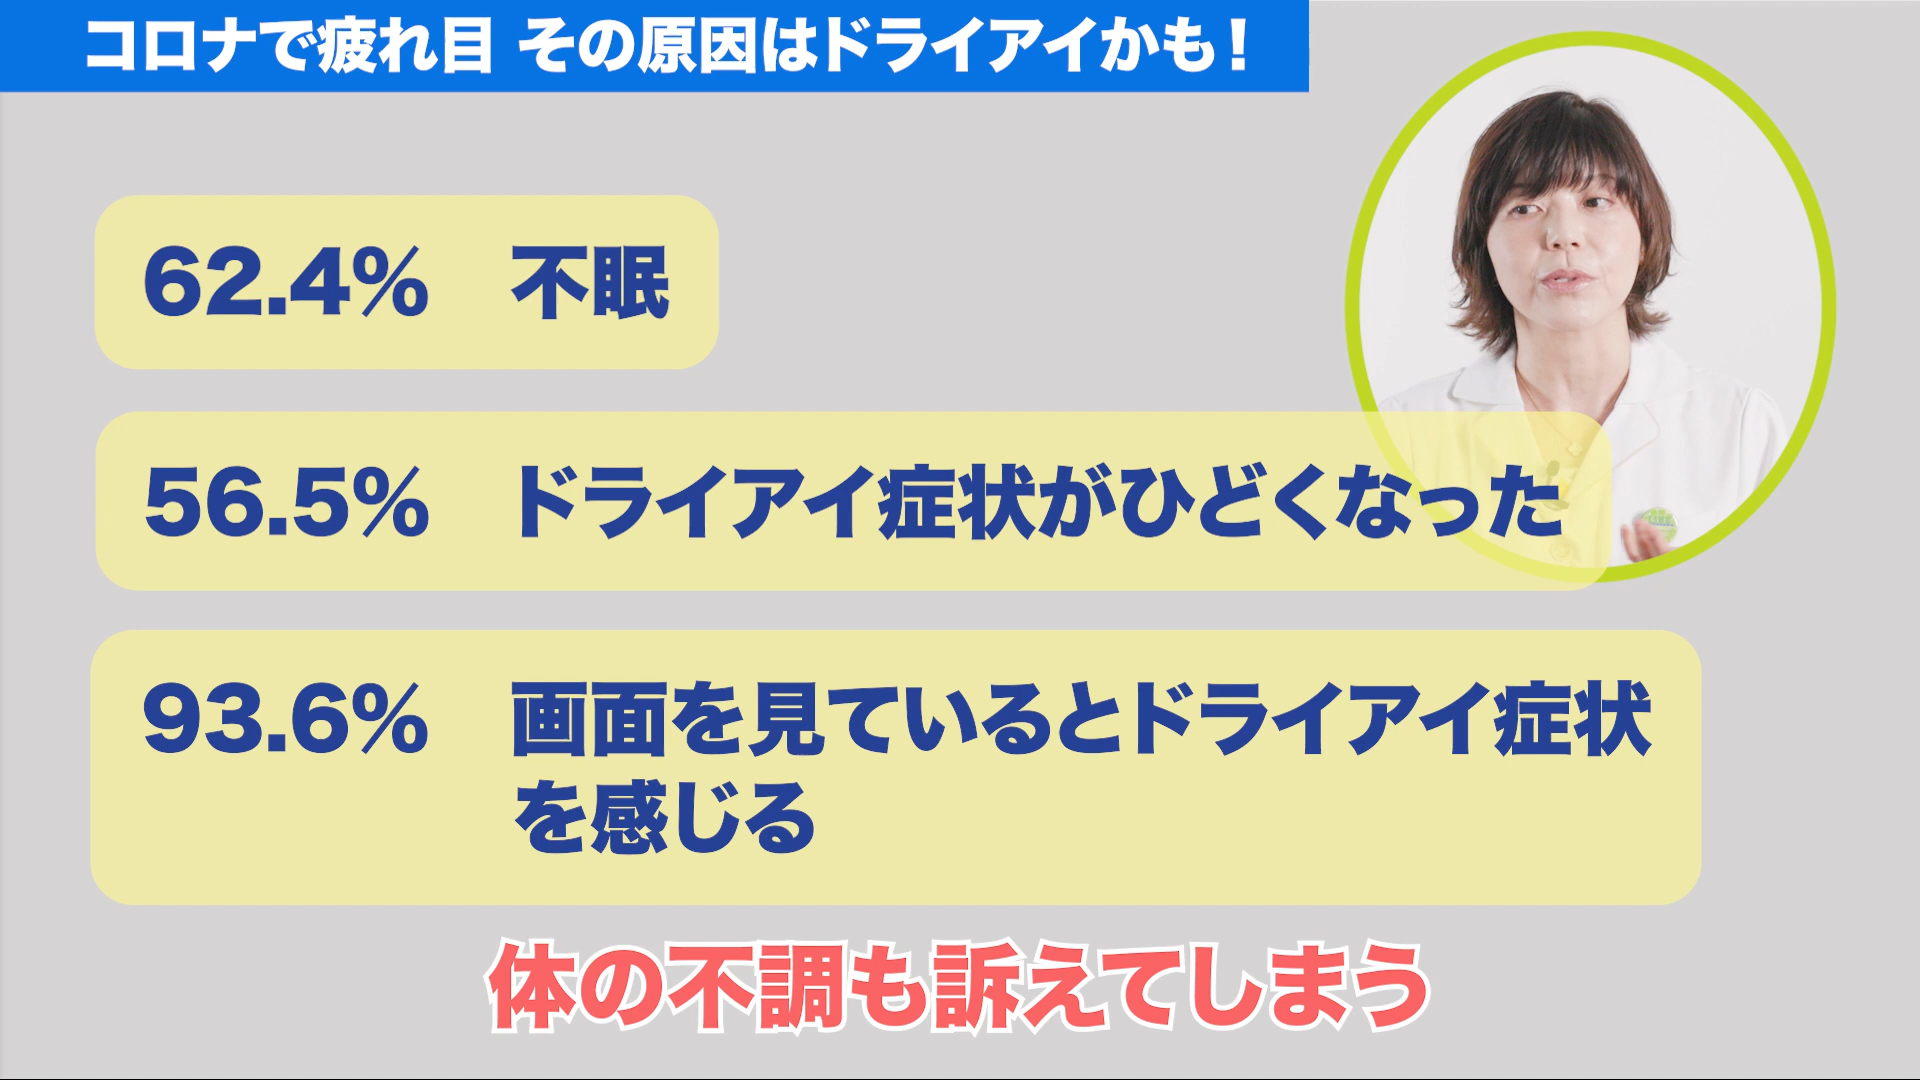 コロナで疲れ目 その原因はドライアイかも！
62.4% 不眠
56.5% ドライアイ症状がひどくなった
93.6% 画面を見ているとドライアイ症状
を感じる
体の不調も訴えてしまう